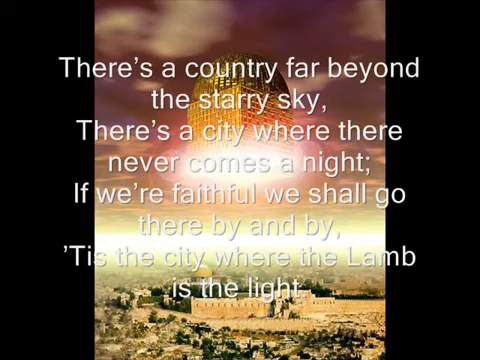 There’s a country far beyond
the starry sky,
There’s a city where there
never comes a night;
If we’re faithful we shall go
there by and by,
’Tis the city where the Lamb
is the light.